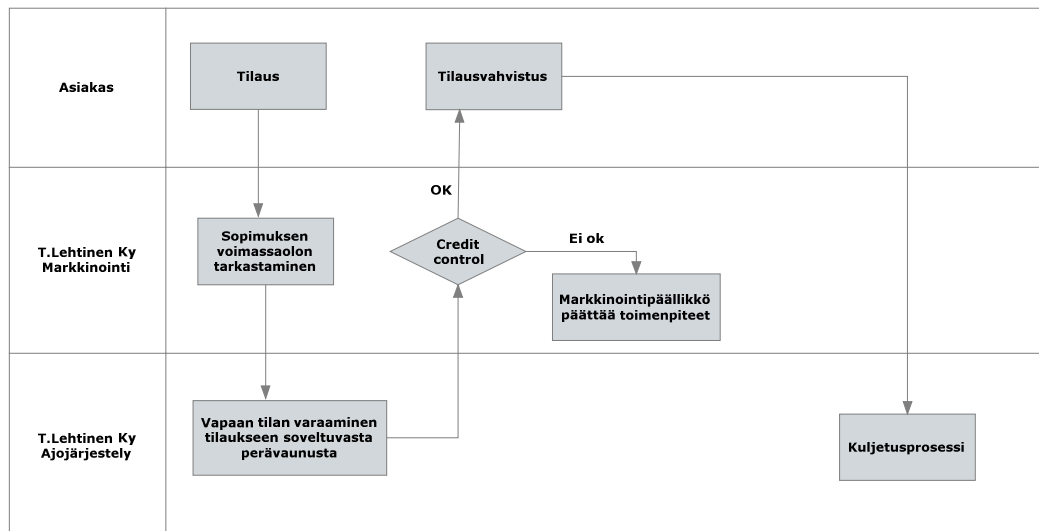 Asiakas
Tilaus
Tilausvahvistus
T.Lehtinen Ky
Markkinointi
Sopimuksen
voimassaolon
tarkastaminen
OK
Credit
control
Ei ok
Markkinointipäällikkö
päättää toimenpiteet
T.Lehtinen Ky
Ajojärjestely
Vapaan tilan varaaminen
tilaukseen soveltuvasta
perävaunusta
Kuljetusprosessi